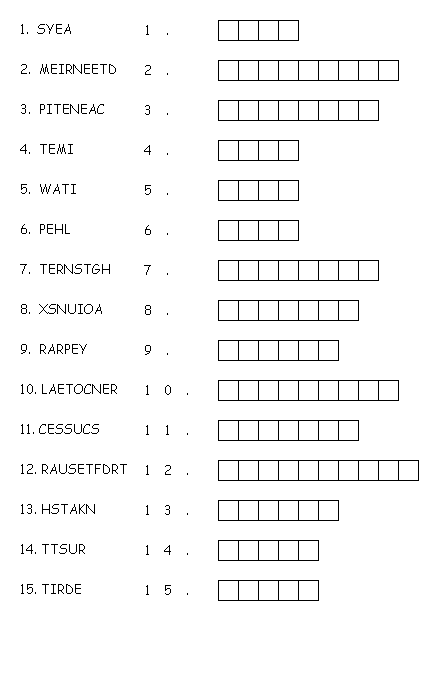 1. SYEA 1 .
2. MEIRNEETD 2 .
3. PITENEAC 3 .
4. TEMI 4 .
5. WATI 5 .
6. PEHL 6 .
7. TERNSTGH 7 .
8. XSNUIOA 8 .
9. RARPEY 9 .
10. LAETOCNER 1 0 .
11. CESSUCS 1 1 .
12. RAUSETFDRT 1 2 .
13. HSTAKN 1 3 .
14. TTSUR 1 4 .
15. TIRDE 1 5 .